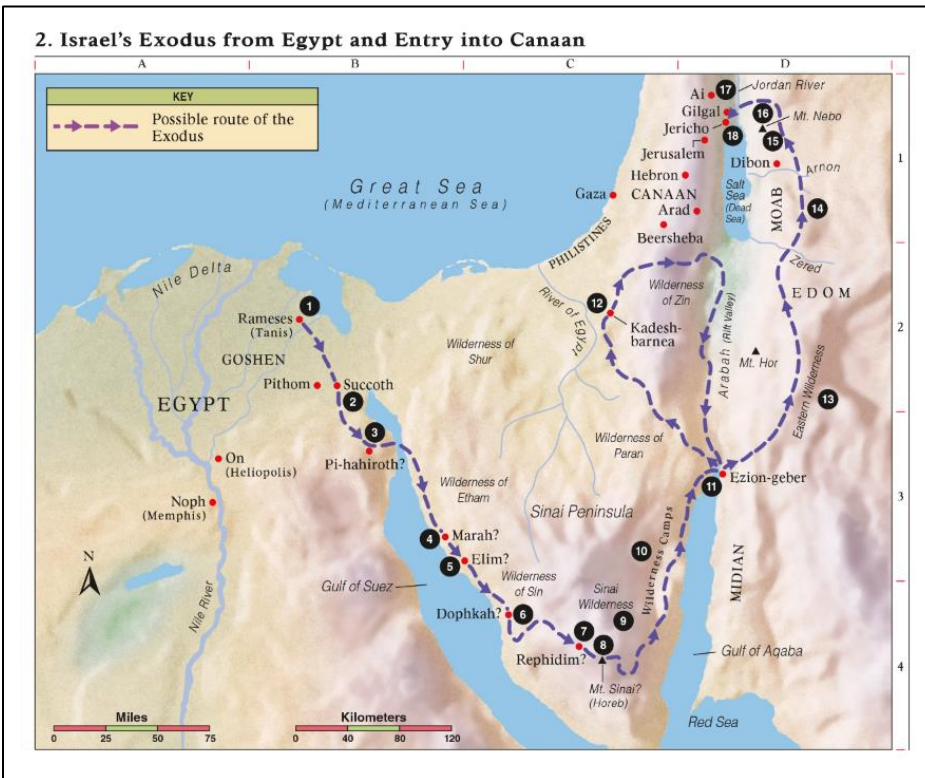 2. Israel's Exodus from Egypt and Entry into Canaan
A
B
C
D
KEY
Possible route of the
Exodus
17
Jordan River
Ai
Gilgal
16
Mt. Nebo
Jericho
18
15
Jerusalem
1
Dibon
Arnon
Hebron
Great Sea
(Mediterranean Sea)
Gaza
CANAAN
Salt
Sea
(Dead
Sea)
MOAB
14
Arad
PHILISTINES
Beersheba
Zered
Nile Delta
1
Wilderness
of Zin
EDOM
12
Rameses
(Tanis)
River of Egypt
Kadesh-
barnea
2
Wilderness of
Shur
Arabah (Rift Valley)
Mt. Hor
GOSHEN
Pithom
Succoth
2
EGYPT
13
Eastern Wilderness
3
Pi-hahiroth?
Wilderness of
Paran
On
(Heliopolis)
Wilderness of
Etham
11
Ezion-geber
Noph
(Memphis)
Sinai Peninsula
3
4
Marah?
10
Wilderness Camps
N
5
Elim?
MIDIAN
Gulf of Suez
Wilderness
of Sin
Sinai
Wilderness
Nile River
Dophkah?
6
9
7
8
Rephidim?
Gulf of Aqaba
4
Mt. Sinai?
(Horeb)
Red Sea
Miles
0 25 50 75
Kilometers
0 40 80 120